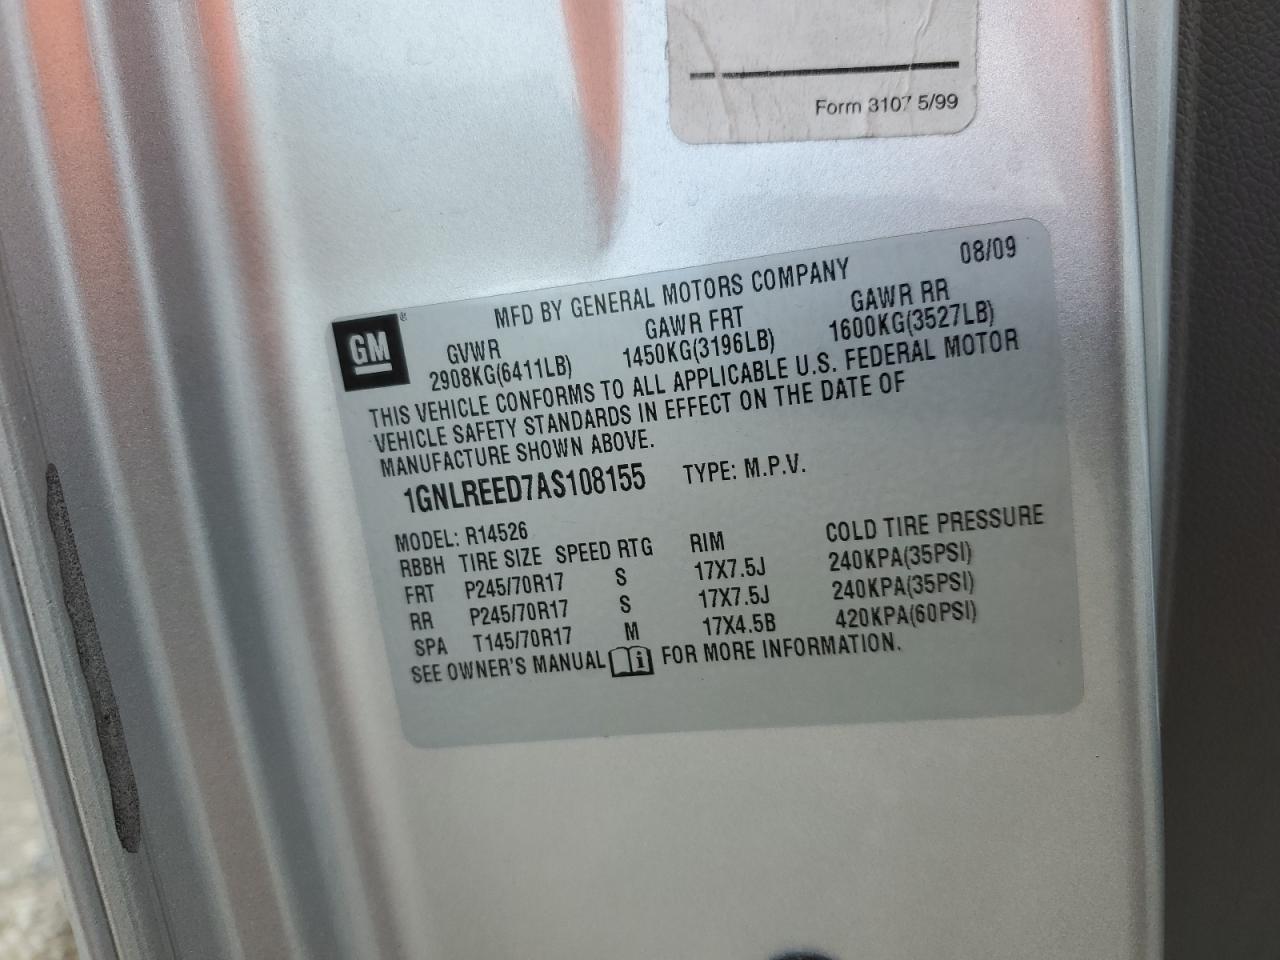 Form 3107 5/99
08/09
MFD BY GENERAL MOTORS COMPANY
GM®
GVWR GAWR FRT GAWR RR
2908KG(6411LB) 1450KG(3196LB) 1600KG(3527LB)
THIS VEHICLE CONFORMS TO ALL APPLICABLE U.S. FEDERAL MOTOR
VEHICLE SAFETY STANDARDS IN EFFECT ON THE DATE OF
MANUFACTURE SHOWN ABOVE.
1GNLREED7AS108155 TYPE: M.P.V.
MODEL: R14526
RBBH TIRE SIZE SPEED RTG RIM COLD TIRE PRESSURE
FRT P245/70R17 S 17X7.5J 240KPA(35PSI)
RR P245/70R17 S 17X7.5J 240KPA(35PSI)
SPA T145/70R17 M 17X4.5B 420KPA(60PSI)
SEE OWNER'S MANUAL i FOR MORE INFORMATION.